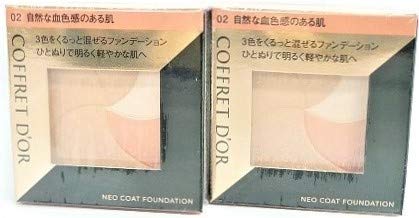 02 自然な血色感のある肌
3色をくるっと混ぜるファンデーション
ひとぬりで明るく軽やかな肌へ
COFFRET D'OR
NEO COAT FOUNDATION
02 自然な血色感のある肌
3色をくるっと混ぜるファンデーション
ひとぬりで明るく軽やかな肌へ
COFFRET D'OR
NEO COAT FOUNDATION